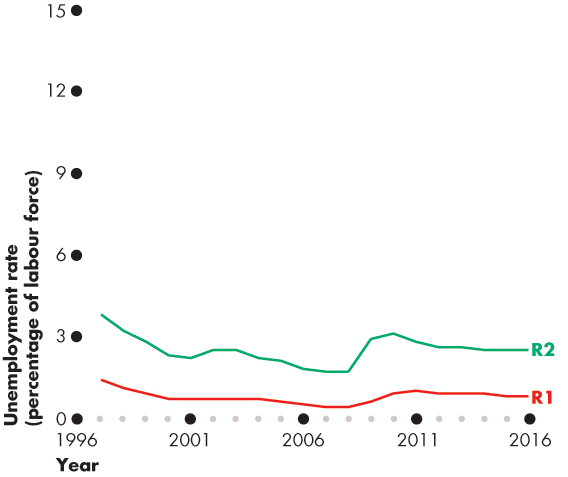 15
12
9
6
3
0
Unemployment rate
(percentage of labour force)
R2
R1
1996 2001 2006 2011 2016
Year